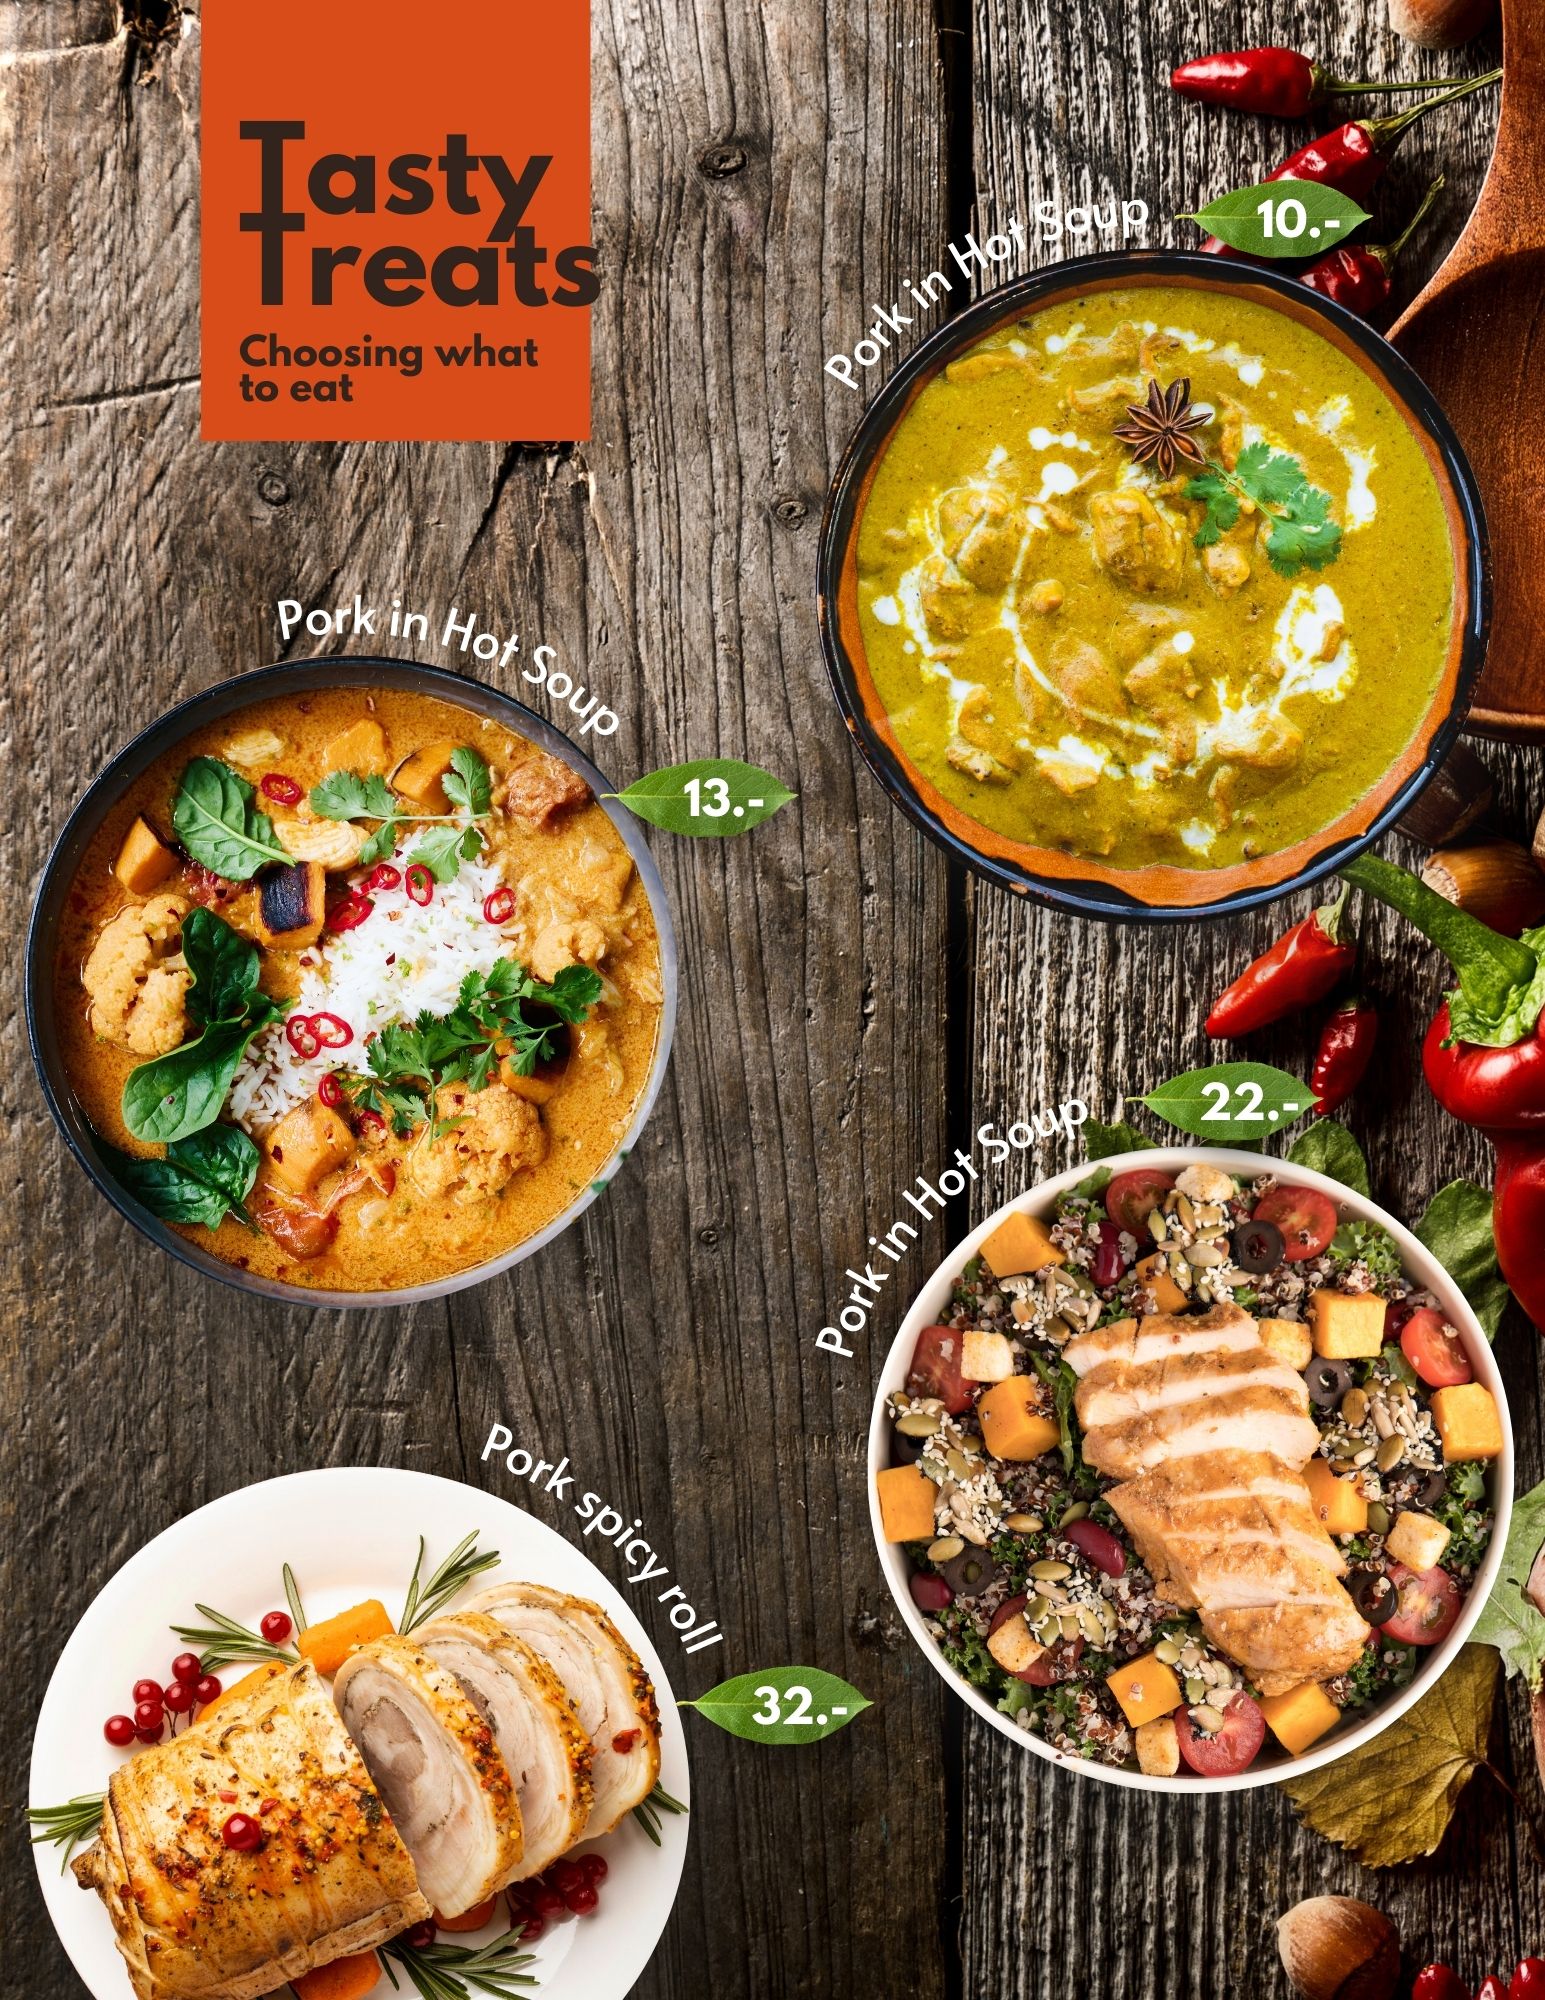 Tasty
Treats
Choosing what
to eat
Pork in Hot Soup
10.-
Pork in Hot Soup
13.-
Pork in Hot Soup
22.-
Pork spicy roll
32.-